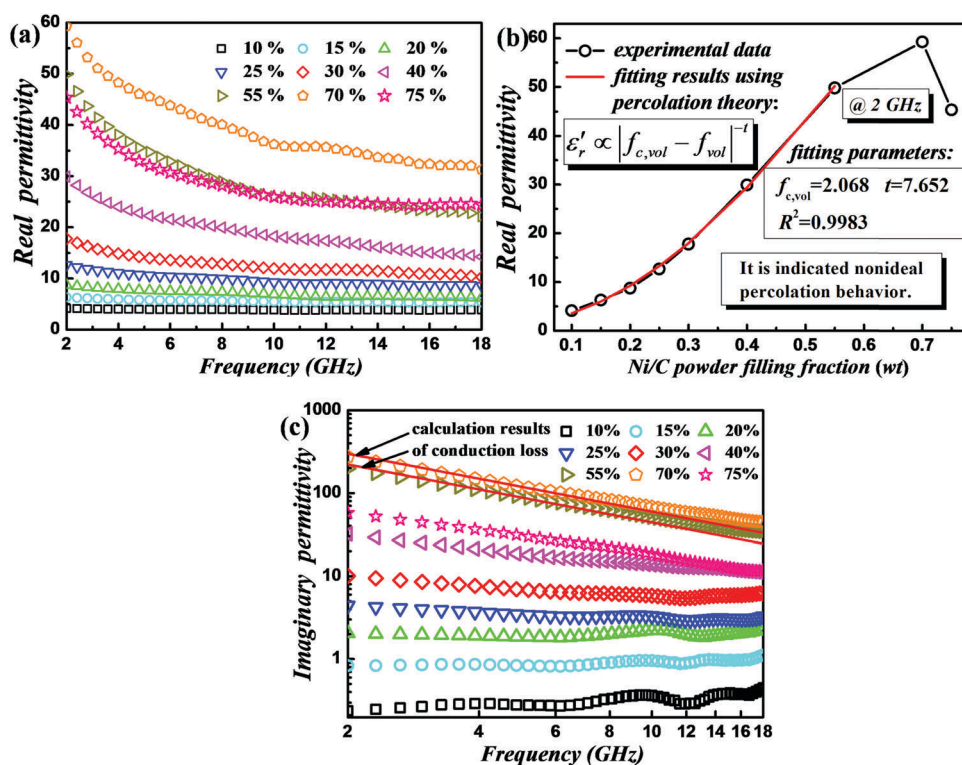 (a)
Real permittivity
60
50
40
30
20
10
0
10 % 15 % 20 %
25 % 30 % 40 %
55 % 70 % 75 %
2 4 6 8 10 12 14 16 18
Frequency (GHz)
(b)
Real permittivity
60
50
40
30
20
10
0
experimental data
fitting results using
percolation theory:
ε′r ∝ |fc,vol − fvol|^−t
@ 2 GHz
fitting parameters:
fc,vol=2.068 t=7.652
R²=0.9983
It is indicated nonideal
percolation behavior.
0.1 0.2 0.3 0.4 0.5 0.6 0.7
Ni/C powder filling fraction (wt)
(c)
Imaginary permittivity
1000
100
10
1
calculation results
of conduction loss
10% 15% 20%
25% 30% 40%
55% 70% 75%
2 4 6 8 10 12 14 16 18
Frequency (GHz)